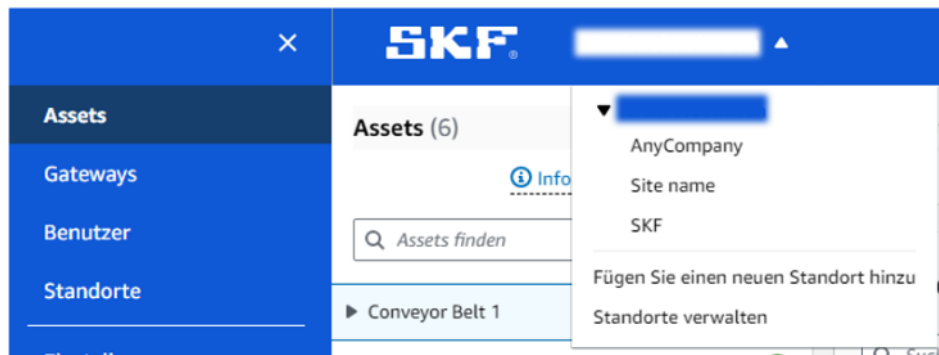 SKF®
Assets
Gateways
Benutzer
Standorte
Assets (6)
Info
Assets finden
Conveyor Belt 1
AnyCompany
Site name
SKF
Fügen Sie einen neuen Standort hinzu
Standorte verwalten